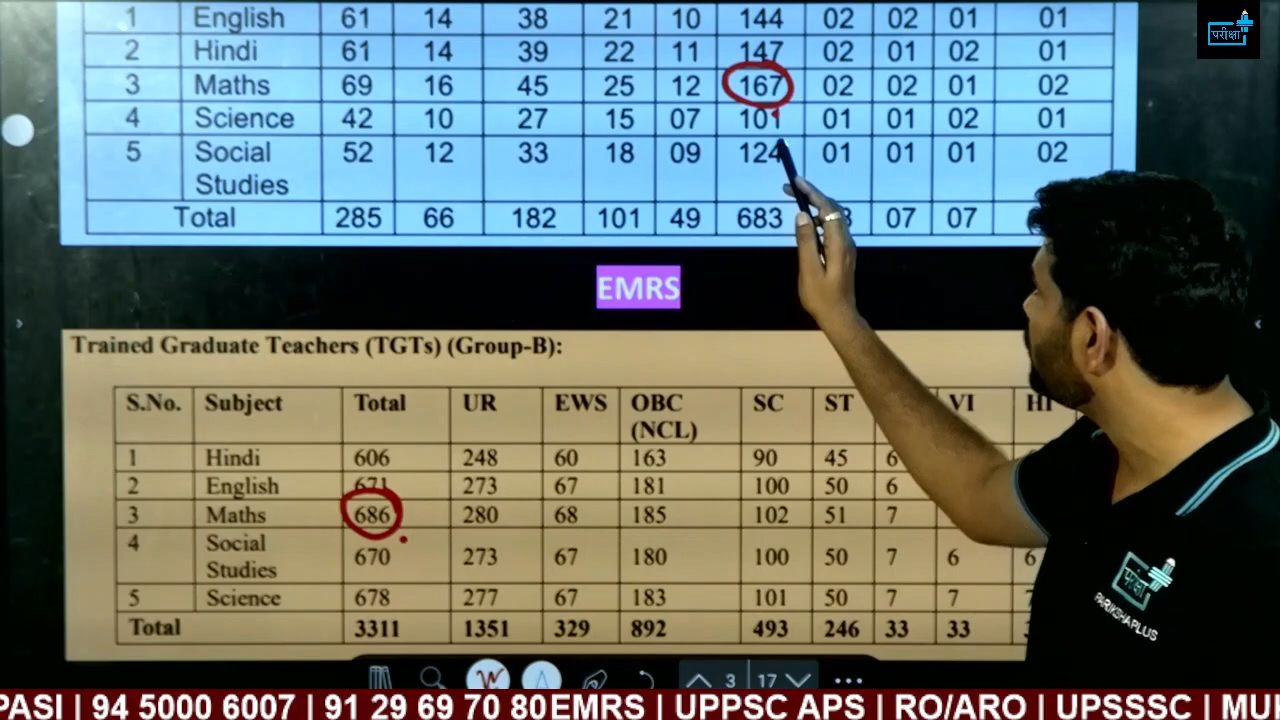 परीक्षा
1 English 61 14 38 21 10 144 02 02 01 01
2 Hindi 61 14 39 22 11 147 02 01 02 01
3 Maths 69 16 45 25 12 167 02 02 01 02
4 Science 42 10 27 15 07 101 01 01 02 01
5 Social 52 12 33 18 09 124 01 01 01 02
Studies
Total 285 66 182 101 49 683 07 07
EMRS
Trained Graduate Teachers (TGTs) (Group-B):
S.No. Subject Total UR EWS OBC SC ST VI HI
(NCL)
1 Hindi 606 248 60 163 90 45 6
2 English 671 273 67 181 100 50 6
3 Maths 686 280 68 185 102 51 7
4 Social
Studies 670 273 67 180 100 50 7 6 6
5 Science 678 277 67 183 101 50 7 7
Total 3311 1351 329 892 493 246 33 33
परीक्षा
PARIKSHAPLUS
3 17
PASI | 94 5000 6007 | 91 29 69 70 80 EMRS | UPPSC APS | RO/ARO | UPSSSC |